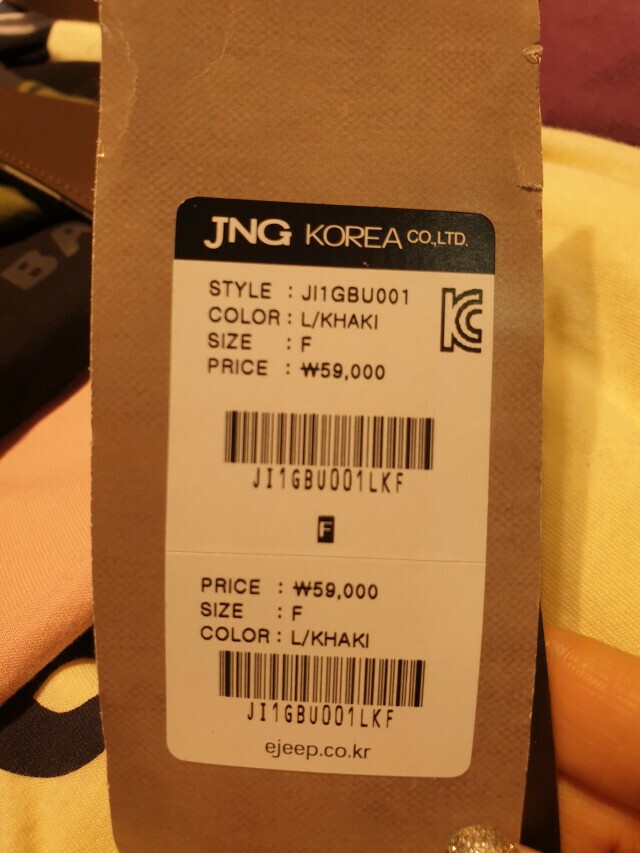 JNG KOREA CO.,LTD.
STYLE : JI1GBU001
COLOR : L/KHAKI
SIZE : F
PRICE : ₩59,000
JI1GBU001LKF
F
PRICE : ₩59,000
SIZE : F
COLOR : L/KHAKI
JI1GBU001LKF
ejeep.co.kr
BA